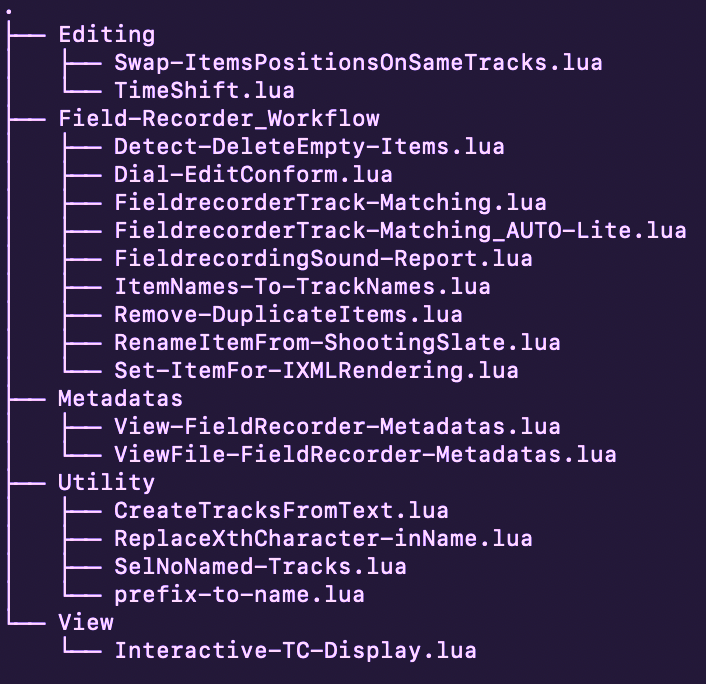 .
├── Editing
│   ├── Swap-ItemsPositionsOnSameTracks.lua
│   └── TimeShift.lua
├── Field-Recorder_Workflow
│   ├── Detect-DeleteEmpty-Items.lua
│   ├── Dial-EditConform.lua
│   ├── FieldrecorderTrack-Matching.lua
│   ├── FieldrecorderTrack-Matching_AUTO-Lite.lua
│   ├── FieldrecordingSound-Report.lua
│   ├── ItemNames-To-TrackNames.lua
│   ├── Remove-DuplicateItems.lua
│   ├── RenameItemFrom-ShootingSlate.lua
│   └── Set-ItemFor-IXMLRendering.lua
├── Metadatas
│   ├── View-FieldRecorder-Metadatas.lua
│   └── ViewFile-FieldRecorder-Metadatas.lua
├── Utility
│   ├── CreateTracksFromText.lua
│   ├── ReplaceXthCharacter-inName.lua
│   ├── SelNoNamed-Tracks.lua
│   └── prefix-to-name.lua
└── View
    └── Interactive-TC-Display.lua